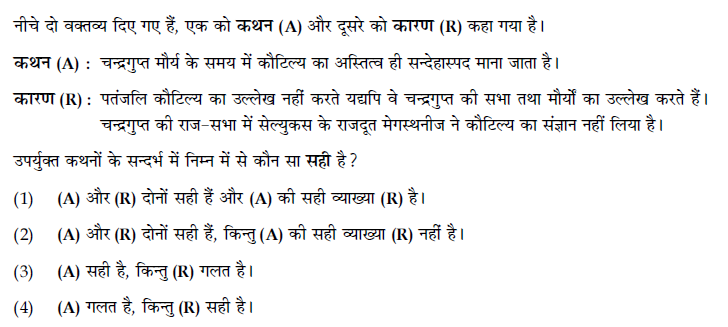 नीचे दो वक्तव्य दिए गए हैं, एक को कथन (A) और दूसरे को कारण (R) कहा गया है।
कथन (A) : चन्द्रगुप्त मौर्य के समय में कौटिल्य का अस्तित्व ही सन्देहास्पद माना जाता है।
कारण (R) : पतंजलि कौटिल्य का उल्लेख नहीं करते यद्यपि वे चन्द्रगुप्त की सभा तथा मौर्यों का उल्लेख करते हैं।
चन्द्रगुप्त की राज-सभा में सेल्युकस के राजदूत मेगस्थनीज ने कौटिल्य का संज्ञान नहीं लिया है।
उपर्युक्त कथनों के सन्दर्भ में निम्न में से कौन सा सही है ?
(1) (A) और (R) दोनों सही हैं और (A) की सही व्याख्या (R) है।
(2) (A) और (R) दोनों सही हैं, किन्तु (A) की सही व्याख्या (R) नहीं है।
(3) (A) सही है, किन्तु (R) गलत है।
(4) (A) गलत है, किन्तु (R) सही है।